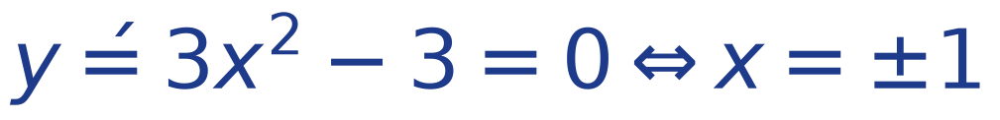 y =́ 3x² − 3 = 0 ⇔ x = ±1